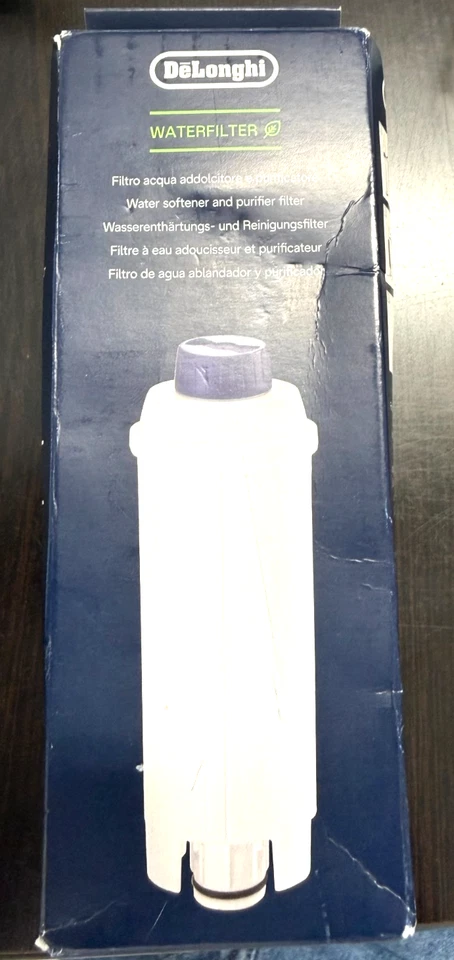 DēLonghi
WATERFILTER
Filtro acqua addolcitore e
Water softener and purifier filter
Wasserenthärtungs- und Reinigungsfilter
Filtre à eau adoucisseur et purificateur
Filtro de agua ablandador y purificador